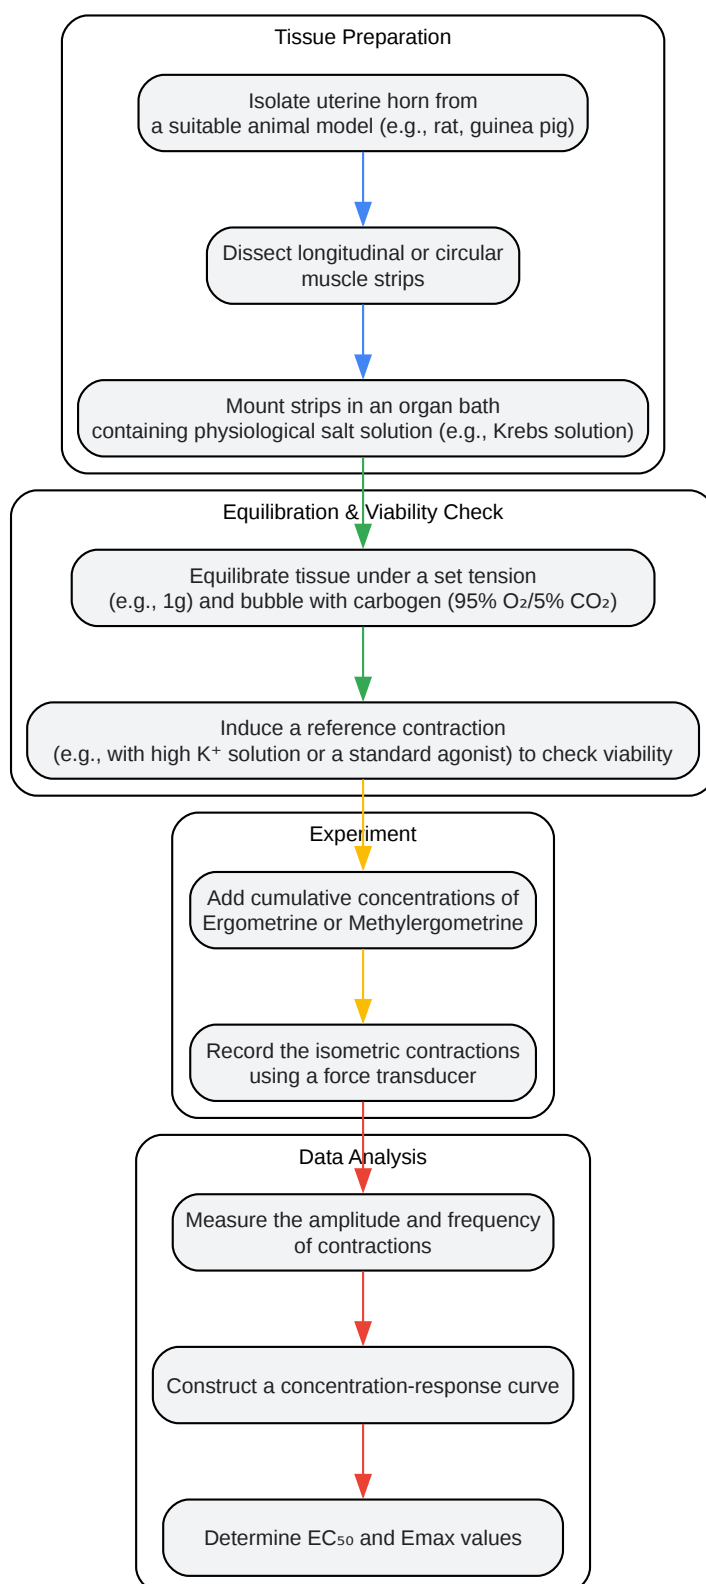 Tissue Preparation
Isolate uterine horn from
a suitable animal model (e.g., rat, guinea pig)
Dissect longitudinal or circular
muscle strips
Mount strips in an organ bath
containing physiological salt solution (e.g., Krebs solution)
Equilibration & Viability Check
Equilibrate tissue under a set tension
(e.g., 1g) and bubble with carbogen (95% O₂/5% CO₂)
Induce a reference contraction
(e.g., with high K⁺ solution or a standard agonist) to check viability
Experiment
Add cumulative concentrations of
Ergometrine or Methylergometrine
Record the isometric contractions
using a force transducer
Data Analysis
Measure the amplitude and frequency
of contractions
Construct a concentration-response curve
Determine EC₅₀ and Emax values